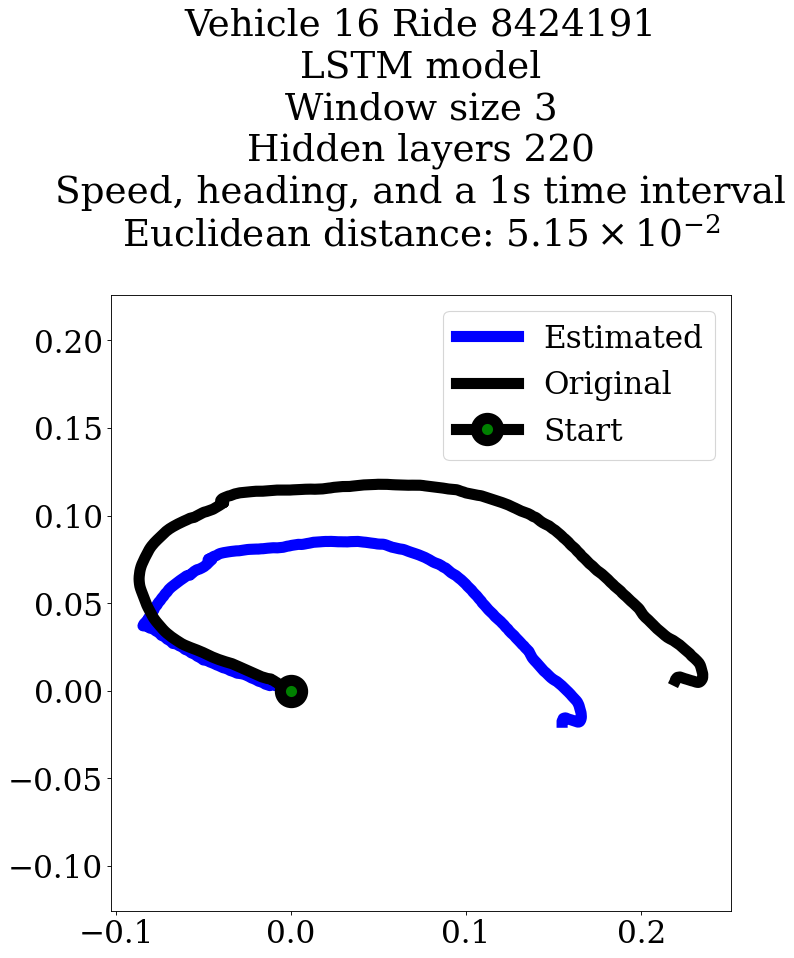 Vehicle 16 Ride 8424191
LSTM model
Window size 3
Hidden layers 220
Speed, heading, and a 1s time interval
Euclidean distance: 5.15 × 10⁻²
Estimated
Original
Start
0.20
0.15
0.10
0.05
0.00
−0.05
−0.10
−0.1
0.0
0.1
0.2